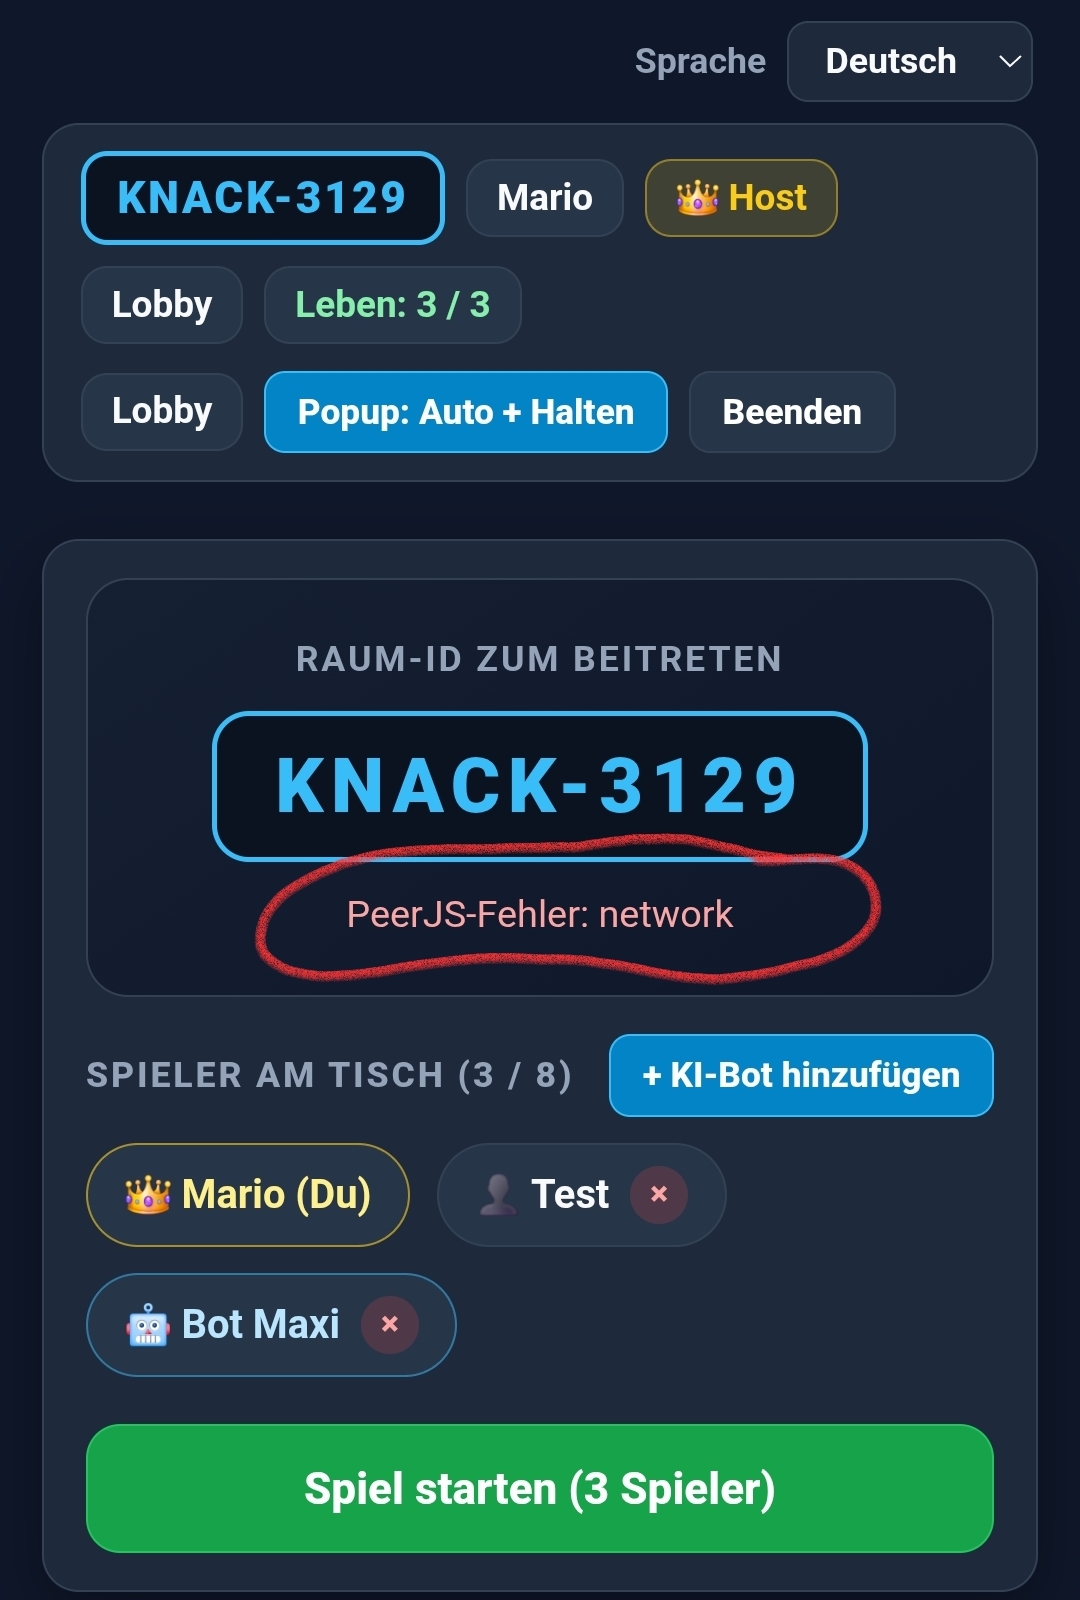 Sprache Deutsch
KNACK-3129 Mario 👑 Host
Lobby Leben: 3 / 3
Lobby Popup: Auto + Halten Beenden
RAUM-ID ZUM BEITRETEN
KNACK-3129
PeerJS-Fehler: network
SPIELER AM TISCH (3 / 8) + KI-Bot hinzufügen
👑 Mario (Du) 👤 Test ×
🤖 Bot Maxi ×
Spiel starten (3 Spieler)